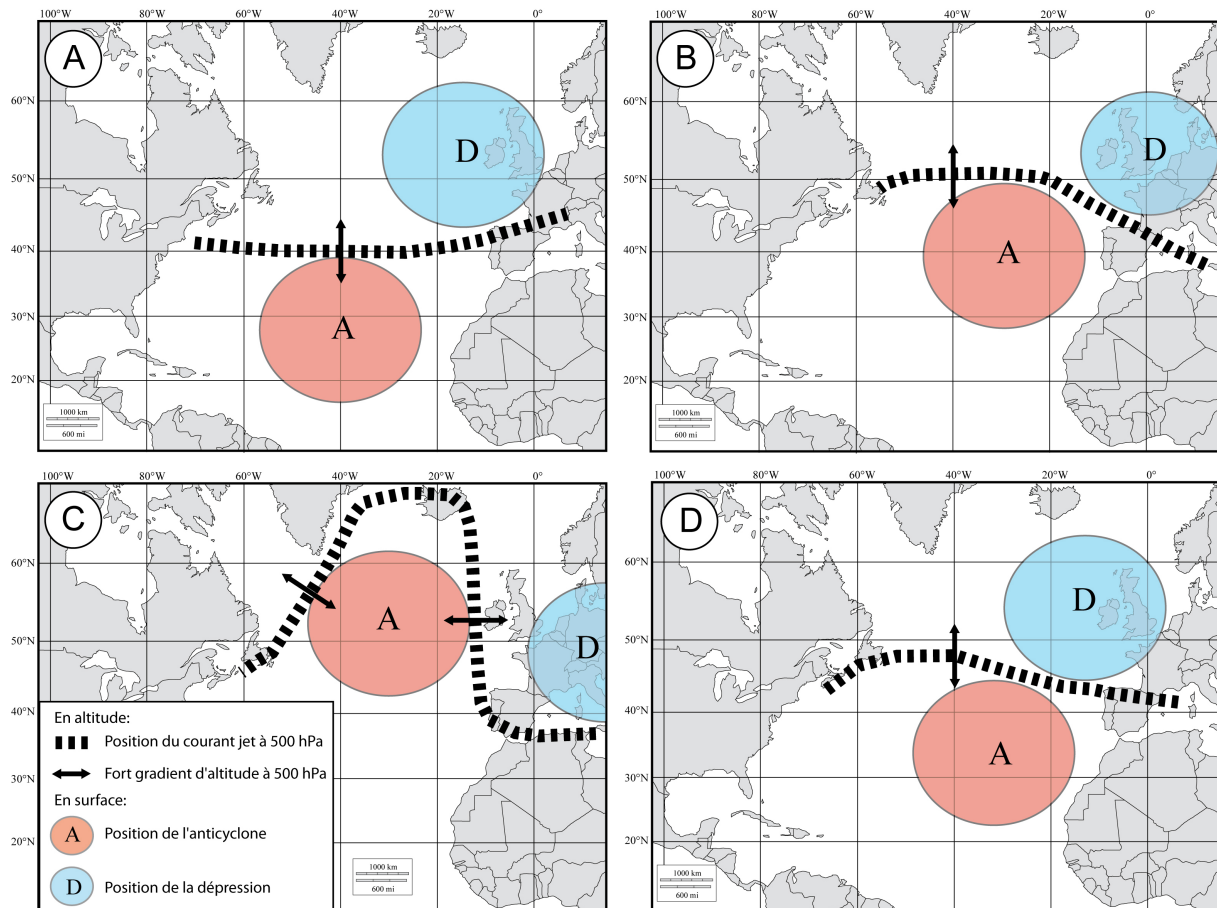 100°W 80°W 60°W 40°W 20°W 0°
A
60°N
50°N
40°N
30°N
20°N
D
A
1000 km
600 mi
100°W 80°W 60°W 40°W 20°W 0°
B
60°N
50°N
40°N
30°N
20°N
D
A
1000 km
600 mi
100°W 80°W 60°W 40°W 20°W 0°
C
60°N
50°N
40°N
30°N
20°N
A
D
En altitude:
Position du courant jet à 500 hPa
Fort gradient d'altitude à 500 hPa
En surface:
A Position de l'anticyclone
D Position de la dépression
1000 km
600 mi
100°W 80°W 60°W 40°W 20°W 0°
D
60°N
50°N
40°N
30°N
20°N
D
A
1000 km
600 mi